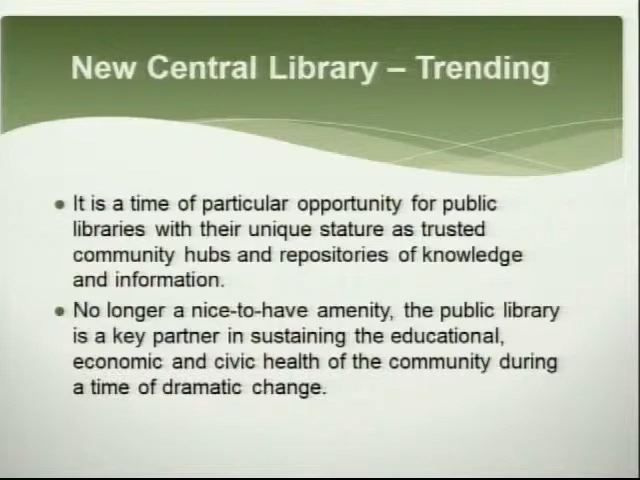 New Central Library – Trending
• It is a time of particular opportunity for public
libraries with their unique stature as trusted
community hubs and repositories of knowledge
and information.
• No longer a nice-to-have amenity, the public library
is a key partner in sustaining the educational,
economic and civic health of the community during
a time of dramatic change.